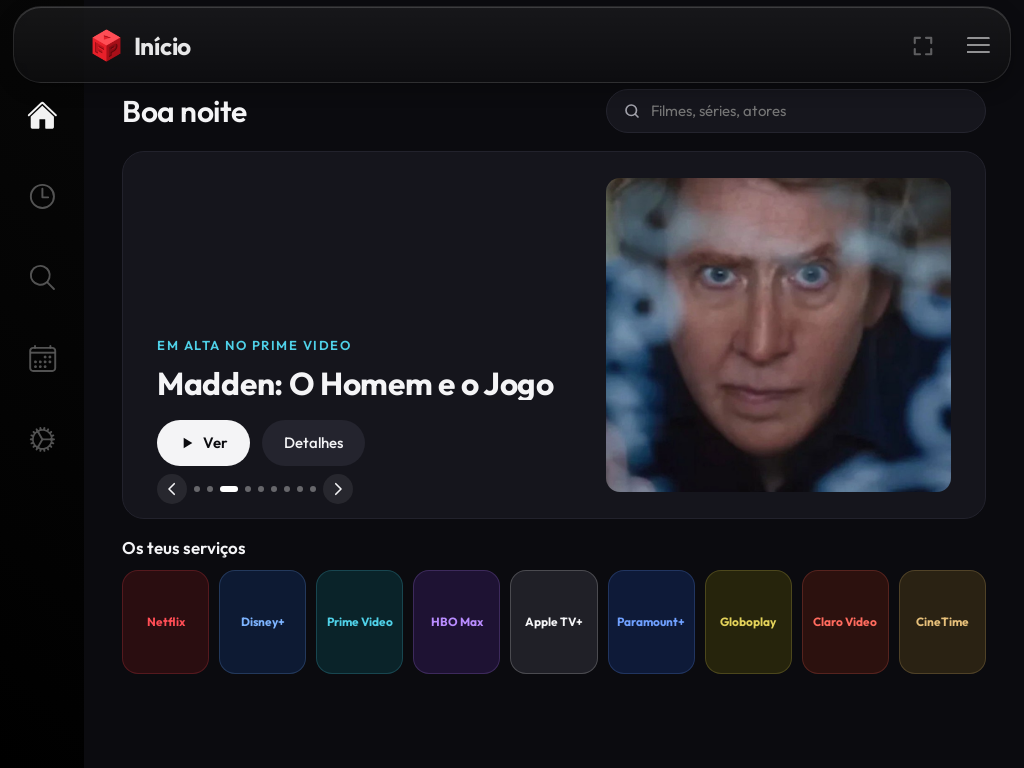 Início
Boa noite
Filmes, séries, atores
EM ALTA NO PRIME VIDEO
Madden: O Homem e o Jogo
Ver
Detalhes
Os teus serviços
Netflix
Disney+
Prime Video
HBO Max
Apple TV+
Paramount+
Globoplay
Claro Video
CineTime